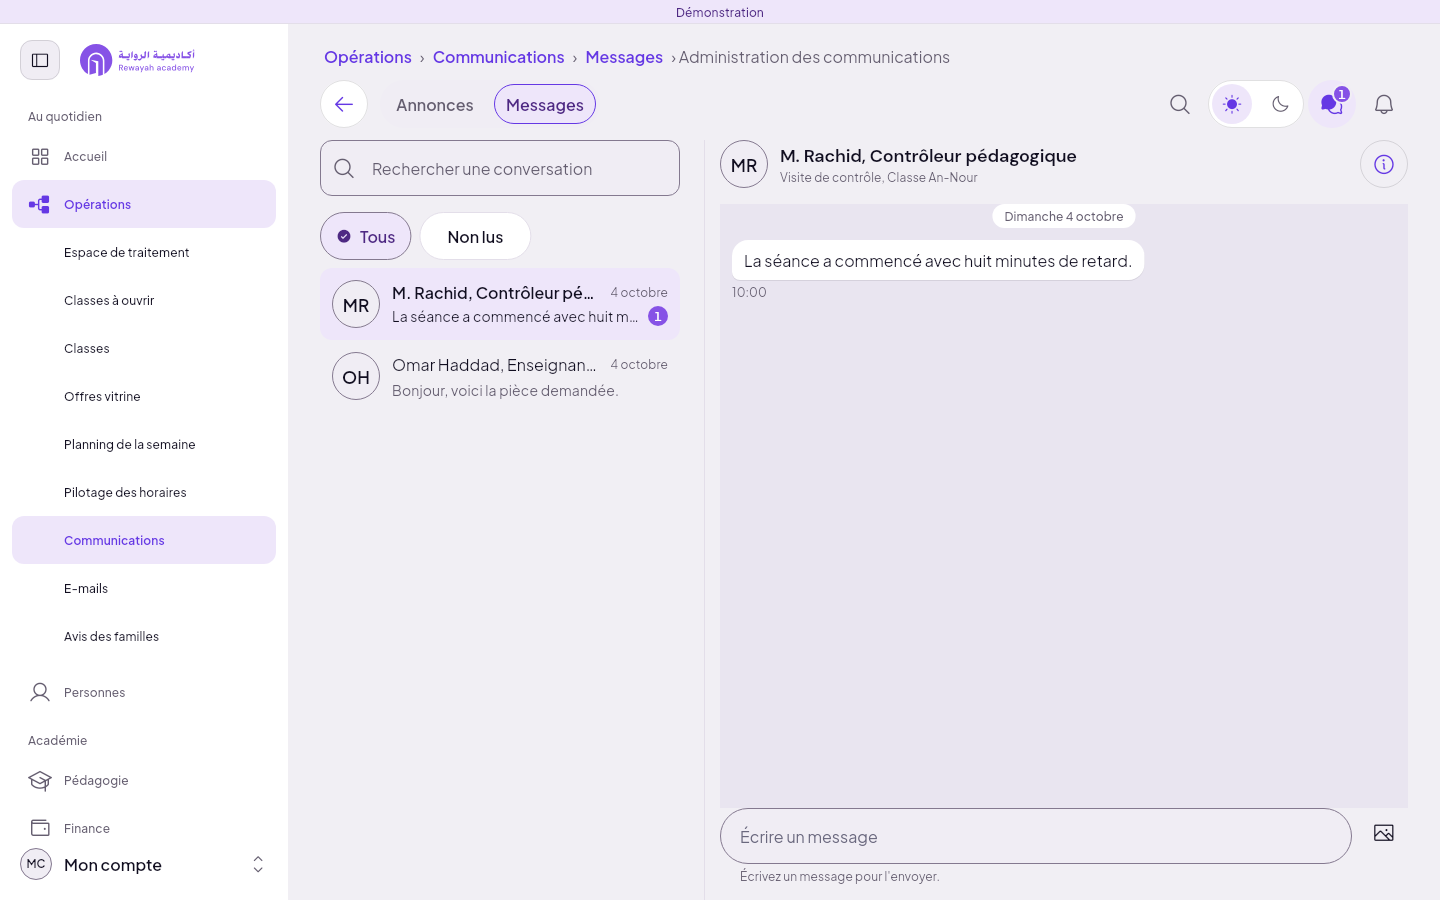 Démonstration
أكاديمية الرواية
Rewayah academy
Au quotidien
Accueil
Opérations
Espace de traitement
Classes à ouvrir
Classes
Offres vitrine
Planning de la semaine
Pilotage des horaires
Communications
E-mails
Avis des familles
Personnes
Académie
Pédagogie
Finance
MC Mon compte
Opérations › Communications › Messages › Administration des communications
Annonces Messages
1
Rechercher une conversation
Tous Non lus
MR M. Rachid, Contrôleur pé… 4 octobre
La séance a commencé avec huit m… 1
OH Omar Haddad, Enseignan… 4 octobre
Bonjour, voici la pièce demandée.
MR M. Rachid, Contrôleur pédagogique
Visite de contrôle, Classe An-Nour
Dimanche 4 octobre
La séance a commencé avec huit minutes de retard.
10:00
Écrire un message
Écrivez un message pour l'envoyer.